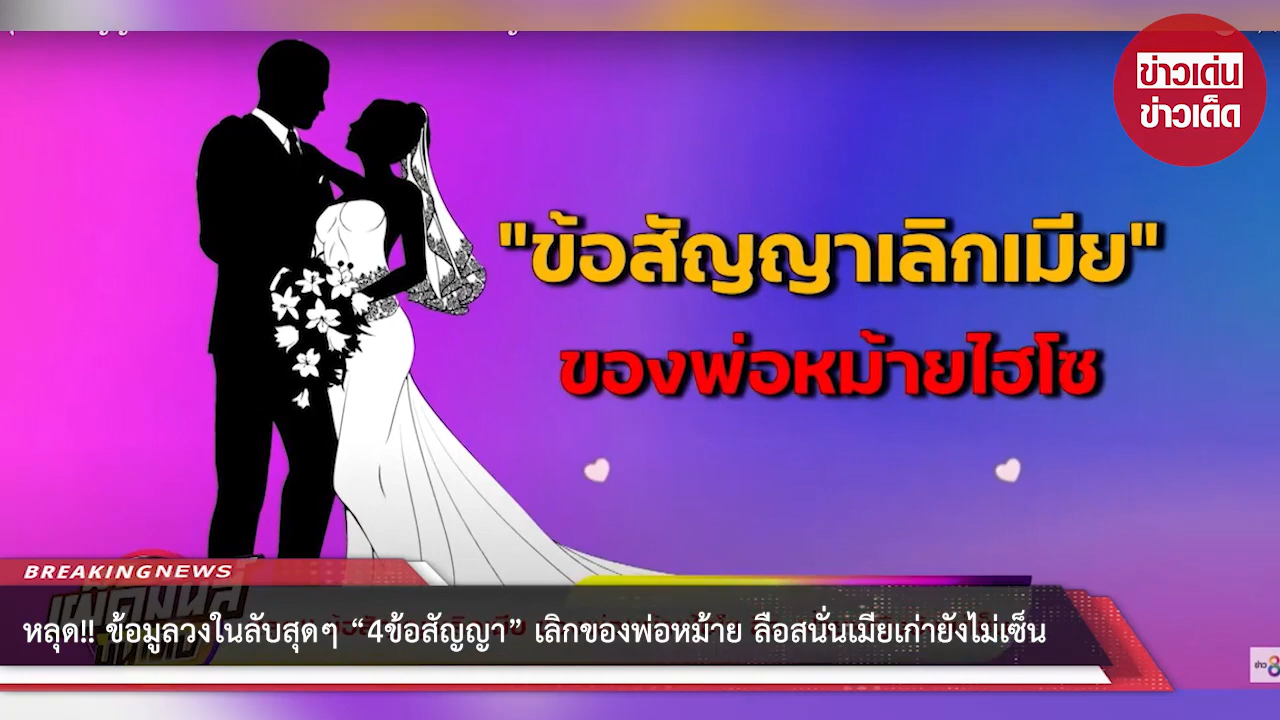 ข่าวเด่น
ข่าวเด็ด
"ข้อสัญญาเลิกเมีย"
ของพ่อหม้ายไฮโซ
BREAKINGNEWS
หลุด!! ข้อมูลวงในลับสุดๆ “4ข้อสัญญา” เลิกของพ่อหม้าย ลือสนั่นเมียเก่ายังไม่เซ็น
ข่าว8